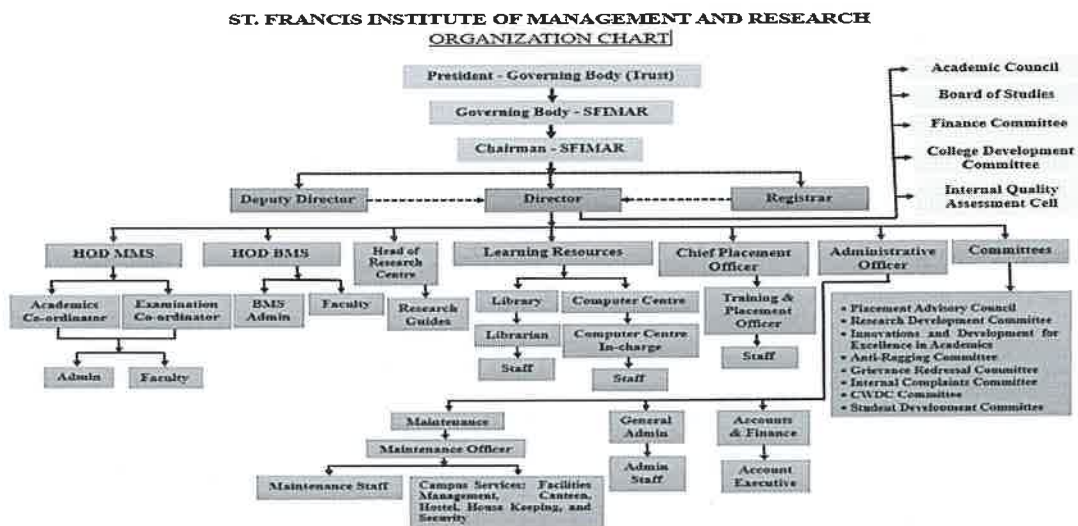 ST. FRANCIS INSTITUTE OF MANAGEMENT AND RESEARCH
ORGANIZATION CHART
President - Governing Body (Trust)
Governing Body - SFIMAR
Chairman - SFIMAR
Academic Council
Board of Studies
Finance Committee
College Development
Committee
Internal Quality
Assessment Cell
Deputy Director
Director
Registrar
HOD MMS
HOD BMS
Head of
Research
Centre
Learning Resources
Chief Placement
Officer
Administrative
Officer
Committees
Academics
Co-ordinator
Examination
Co-ordinator
BMS
Admin
Faculty
Research
Guides
Library
Computer Centre
Training &
Placement
Officer
Librarian
Computer Centre
In-charge
Staff
Staff
Staff
Admin
Faculty
• Placement Advisory Council
• Research Development Committee
• Innovations and Development for
Excellence in Academics
• Anti-Ragging Committee
• Grievance Redressal Committee
• Internal Complaints Committee
• CWDC Committee
• Student Development Committee
Maintenance
General
Admin
Accounts
& Finance
Maintenance Officer
Admin
Staff
Account
Executive
Maintenance Staff
Campus Services: Facilities
Management, Canteen,
Hostel, House Keeping, and
Security